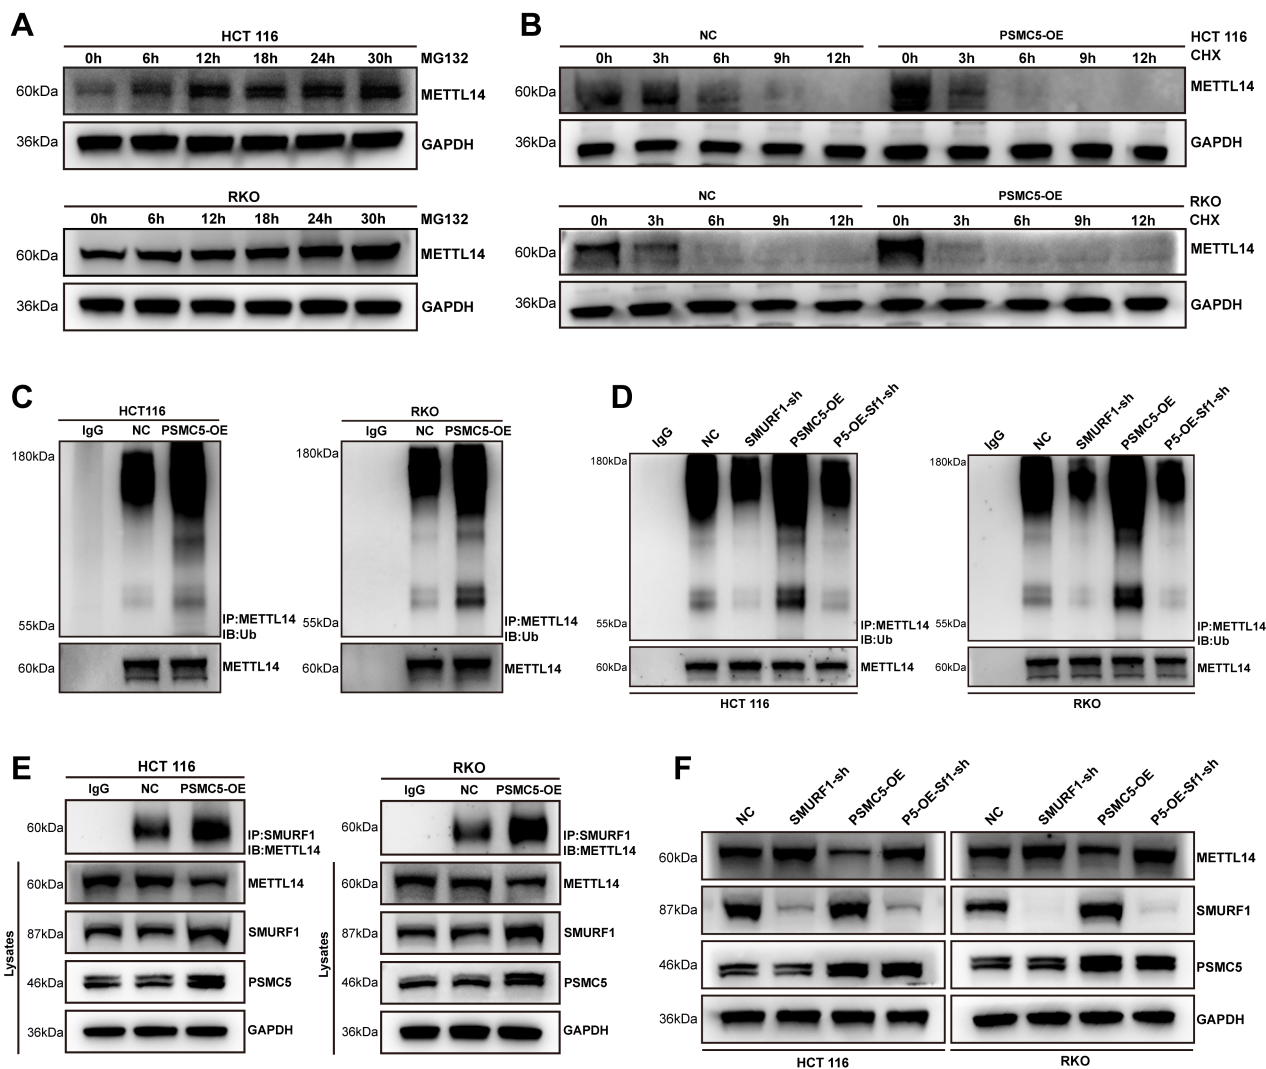 A
HCT 116
0h 6h 12h 18h 24h 30h MG132
60kDa METTL14
36kDa GAPDH
RKO
0h 6h 12h 18h 24h 30h MG132
60kDa METTL14
36kDa GAPDH
B
NC PSMC5-OE HCT 116
0h 3h 6h 9h 12h 0h 3h 6h 9h 12h CHX
60kDa METTL14
36kDa GAPDH
NC PSMC5-OE RKO
0h 3h 6h 9h 12h 0h 3h 6h 9h 12h CHX
60kDa METTL14
36kDa GAPDH
C
HCT116
IgG NC PSMC5-OE
180kDa
55kDa
IP:METTL14
IB:Ub
60kDa METTL14
RKO
IgG NC PSMC5-OE
180kDa
55kDa
IP:METTL14
IB:Ub
60kDa METTL14
D
IgG NC SMURF1-sh PSMC5-OE P5-OE-Sf1-sh
180kDa
55kDa
IP:METTL14
IB:Ub
60kDa METTL14
HCT 116
IgG NC SMURF1-sh PSMC5-OE P5-OE-Sf1-sh
180kDa
55kDa
IP:METTL14
IB:Ub
60kDa METTL14
RKO
E
HCT 116
IgG NC PSMC5-OE
60kDa IP:SMURF1
IB:METTL14
Lysates
60kDa METTL14
87kDa SMURF1
46kDa PSMC5
36kDa GAPDH
RKO
IgG NC PSMC5-OE
60kDa IP:SMURF1
IB:METTL14
Lysates
60kDa METTL14
87kDa SMURF1
46kDa PSMC5
36kDa GAPDH
F
NC SMURF1-sh PSMC5-OE P5-OE-Sf1-sh NC SMURF1-sh PSMC5-OE P5-OE-Sf1-sh
60kDa METTL14
87kDa SMURF1
46kDa PSMC5
36kDa GAPDH
HCT 116 RKO